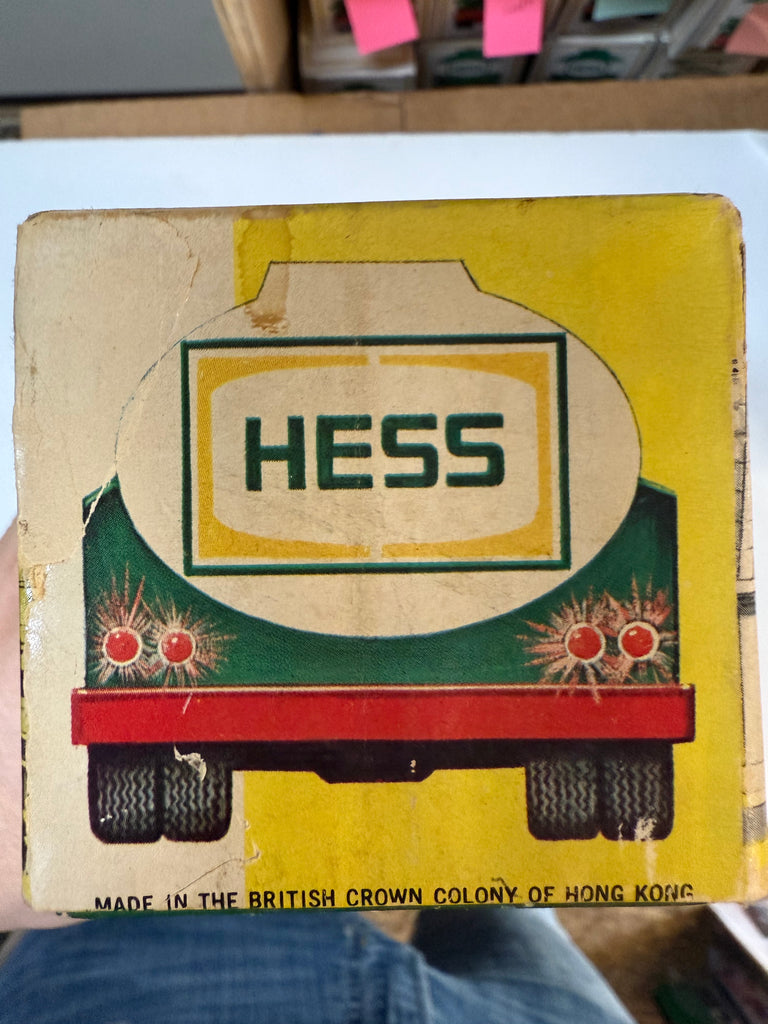 HESS
MADE IN THE BRITISH CROWN COLONY OF HONG KONG